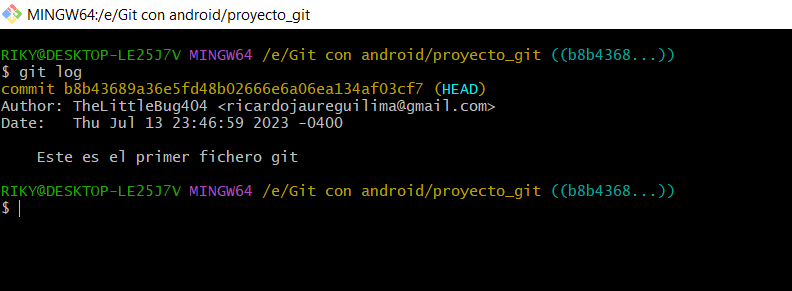 MINGW64:/e/Git con android/proyecto_git
RIKY@DESKTOP-LE25J7V MINGW64 /e/Git con android/proyecto_git ((b8b4368...))
$ git log
commit b8b43689a36e5fd48b02666e6a06ea134af03cf7 (HEAD)
Author: TheLittleBug404 <ricardojaureguilima@gmail.com>
Date:   Thu Jul 13 23:46:59 2023 -0400
    Este es el primer fichero git
RIKY@DESKTOP-LE25J7V MINGW64 /e/Git con android/proyecto_git ((b8b4368...))
$